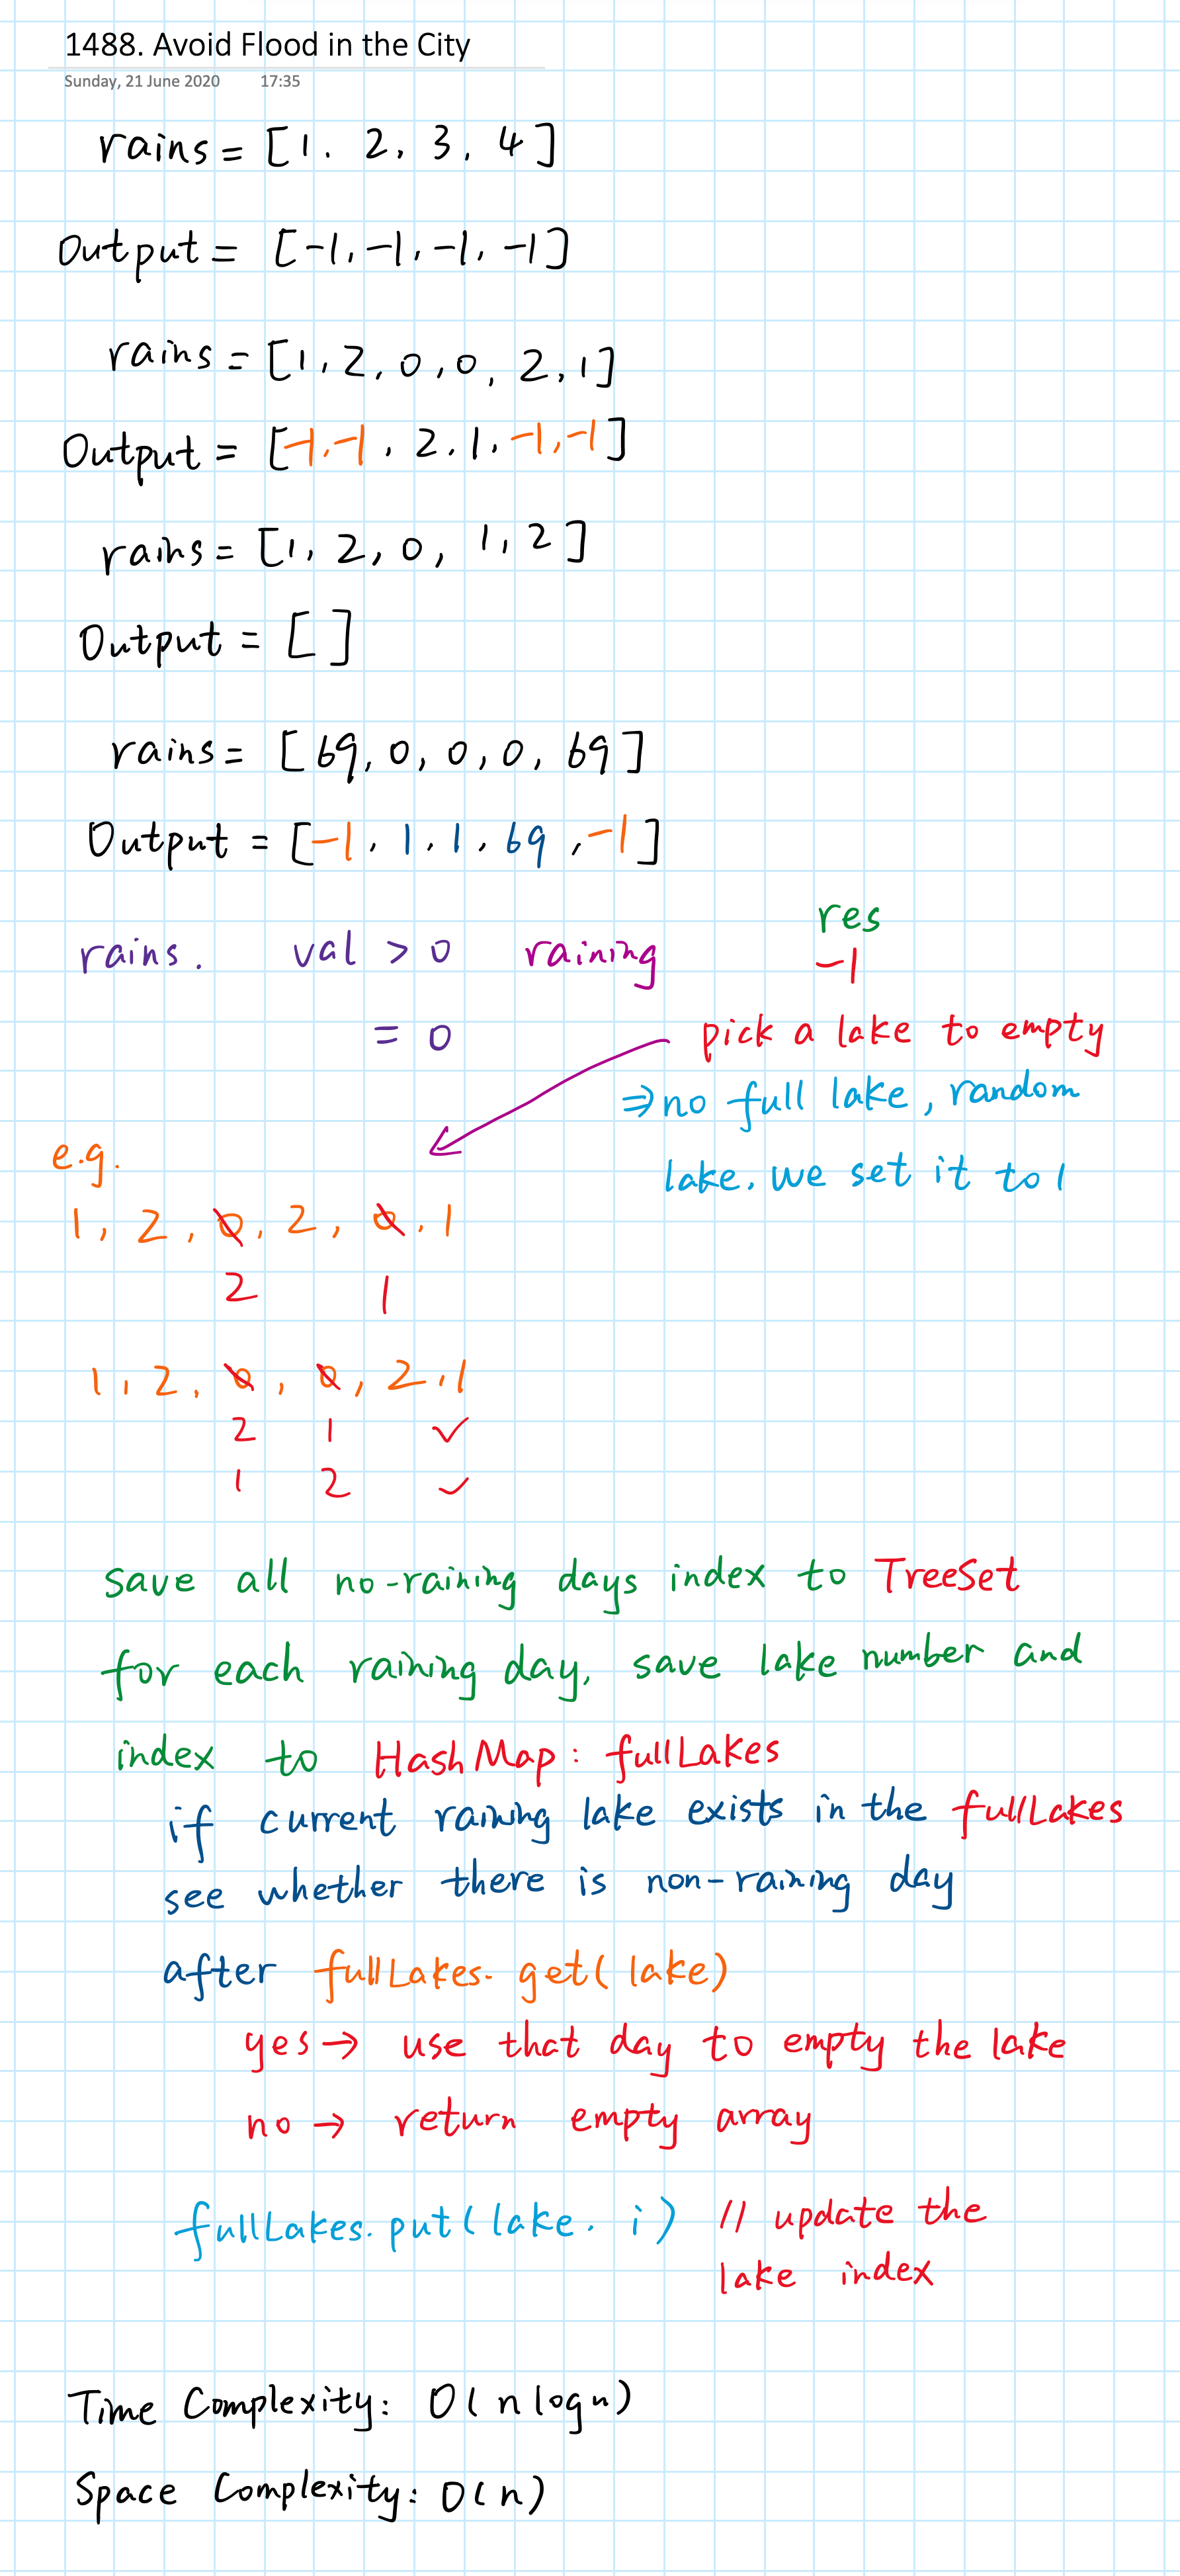 1488. Avoid Flood in the City
Sunday, 21 June 2020 17:35
rains = [1, 2, 3, 4]
Output = [-1, -1, -1, -1]
rains = [1, 2, 0, 0, 2, 1]
Output = [-1, -1, 2, 1, -1, -1]
rains = [1, 2, 0, 1, 2]
Output = []
rains = [69, 0, 0, 0, 69]
Output = [-1, 1, 1, 69, -1]
res
rains. val > 0 raining -1
= 0 pick a lake to empty
⇒ no full lake, random
lake. we set it to 1
e.g.
1, 2, 0, 2, 0, 1
2 1
1, 2, 0, 0, 2, 1
2 1 ✓
1 2 ✓
save all no-raining days index to TreeSet
for each raining day, save lake number and
index to HashMap: fullLakes
if current raining lake exists in the fullLakes
see whether there is non-raining day
after fullLakes.get(lake)
yes → use that day to empty the lake
no → return empty array
fullLakes.put(lake, i) // update the
lake index
Time Complexity: O(nlogn)
Space Complexity: O(n)